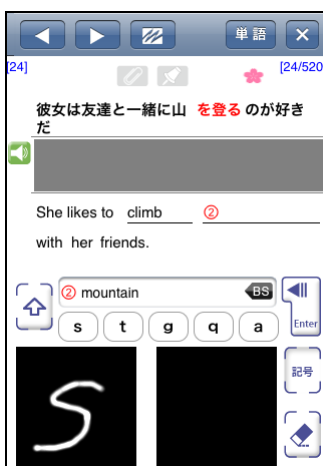 単語
[24]
[24/520
彼女は友達と一緒に山 を登る のが好き
だ
She likes to climb ②
with her friends.
② mountain BS
s t g q a
Enter
記号
S